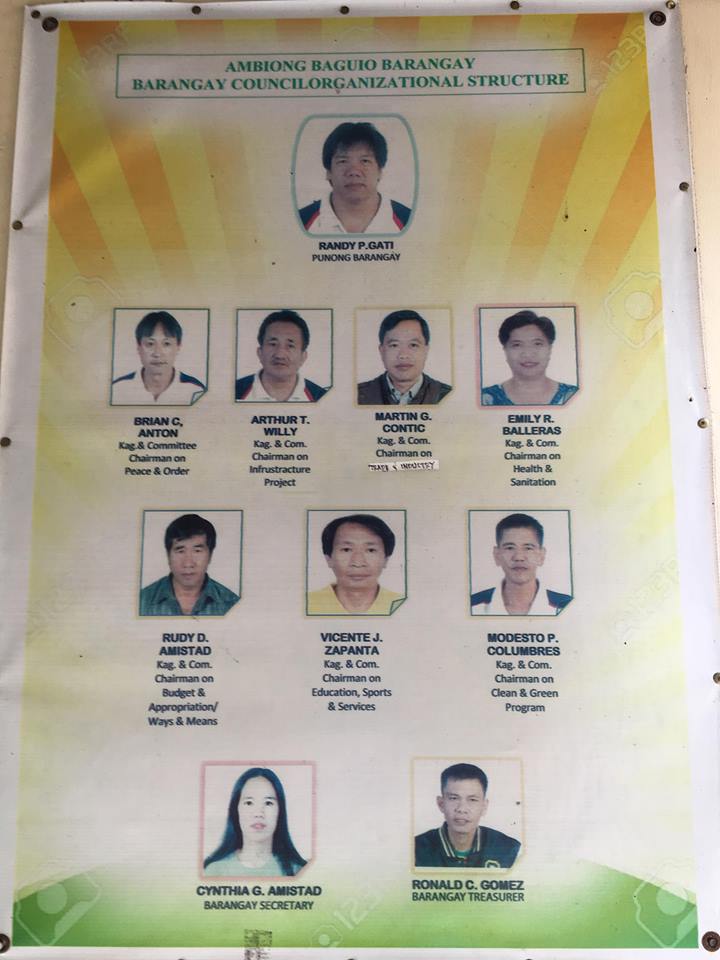 AMBIONG BAGUIO BARANGAY
BARANGAY COUNCILORGANIZATIONAL STRUCTURE
RANDY P.GATI
PUNONG BARANGAY
BRIAN C,
ANTON
Kag.& Committee
Chairman on
Peace & Order
ARTHUR T.
WILLY
Kag. & Com.
Chairman on
Infrustracture
Project
MARTIN G.
CONTIC
Kag. & Com.
Chairman on
TRADE & INDUSTRY
EMILY R.
BALLERAS
Kag. & Com.
Chairman on
Health &
Sanitation
RUDY D.
AMISTAD
Kag. & Com.
Chairman on
Budget &
Appropriation/
Ways & Means
VICENTE J.
ZAPANTA
Kag. & Com.
Chairman on
Education, Sports
& Services
MODESTO P.
COLUMBRES
Kag. & Com.
Chairman on
Clean & Green
Program
CYNTHIA G. AMISTAD
BARANGAY SECRETARY
RONALD C. GOMEZ
BARANGAY TREASURER